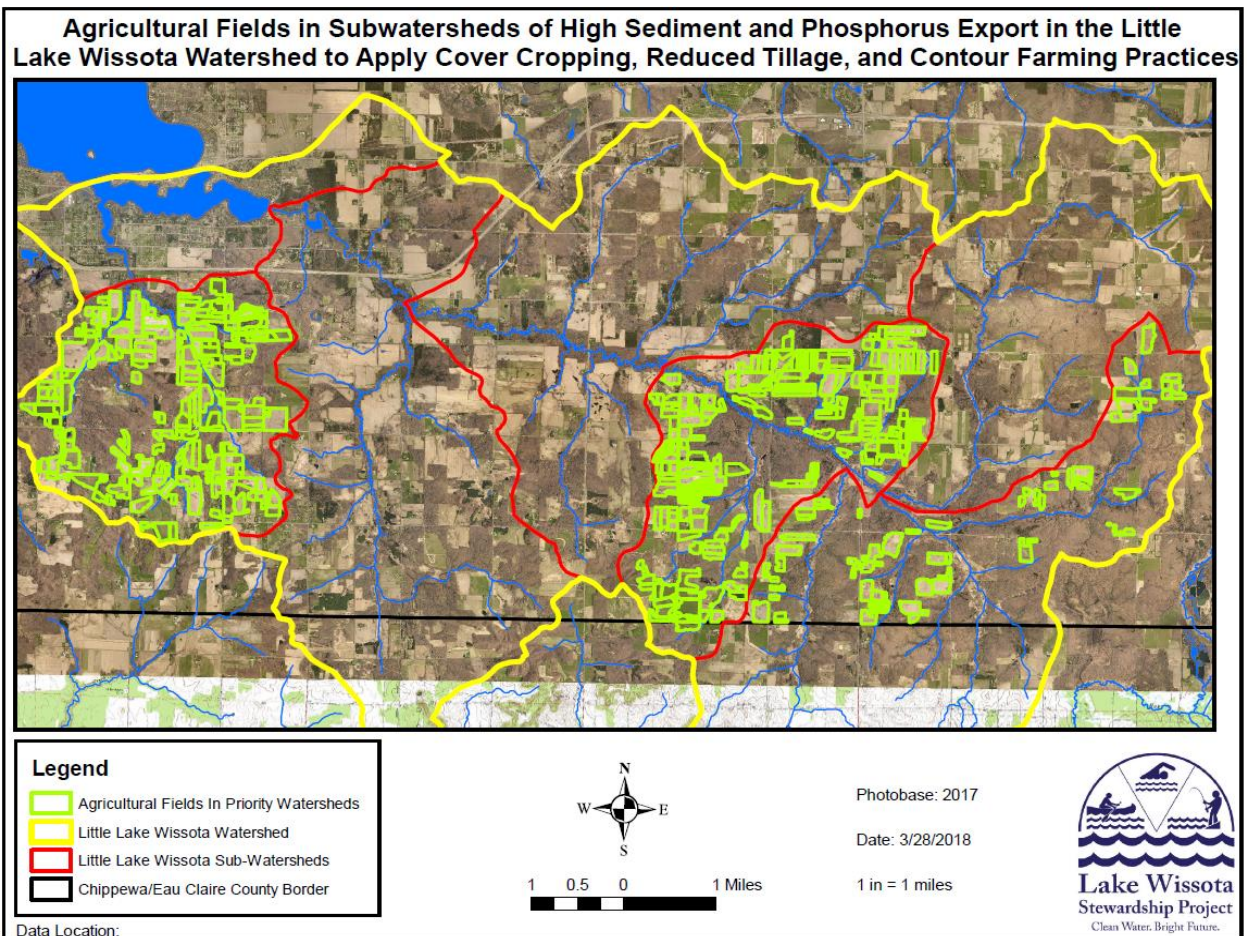 Agricultural Fields in Subwatersheds of High Sediment and Phosphorus Export in the Little
Lake Wissota Watershed to Apply Cover Cropping, Reduced Tillage, and Contour Farming Practices
Legend
Agricultural Fields In Priority Watersheds
Little Lake Wissota Watershed
Little Lake Wissota Sub-Watersheds
Chippewa/Eau Claire County Border
N
W E
S
1 0.5 0 1 Miles
Photobase: 2017
Date: 3/28/2018
1 in = 1 miles
Lake Wissota
Stewardship Project
Clean Water. Bright Future.
Data Location: